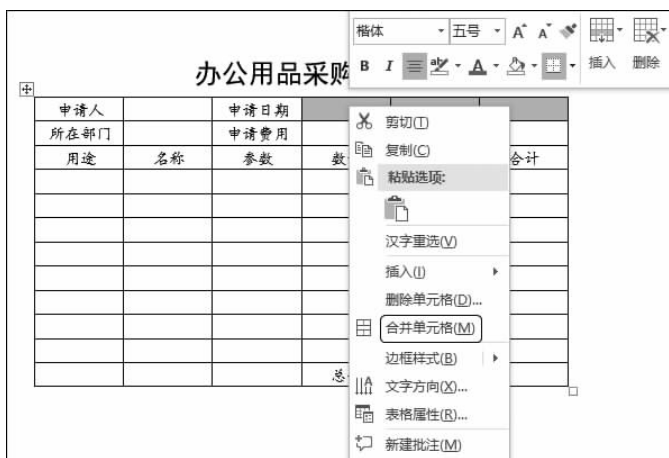 楷体 五号 A A
B I A 插入 删除
办公用品采购
申请人 申请日期
所在部门 申请费用
用途 名称 参数 数 合计
总
剪切(T)
复制(C)
粘贴选项:
汉字重选(V)
插入(I)
删除单元格(D)...
合并单元格(M)
边框样式(B)
文字方向(X)...
表格属性(R)...
新建批注(M)